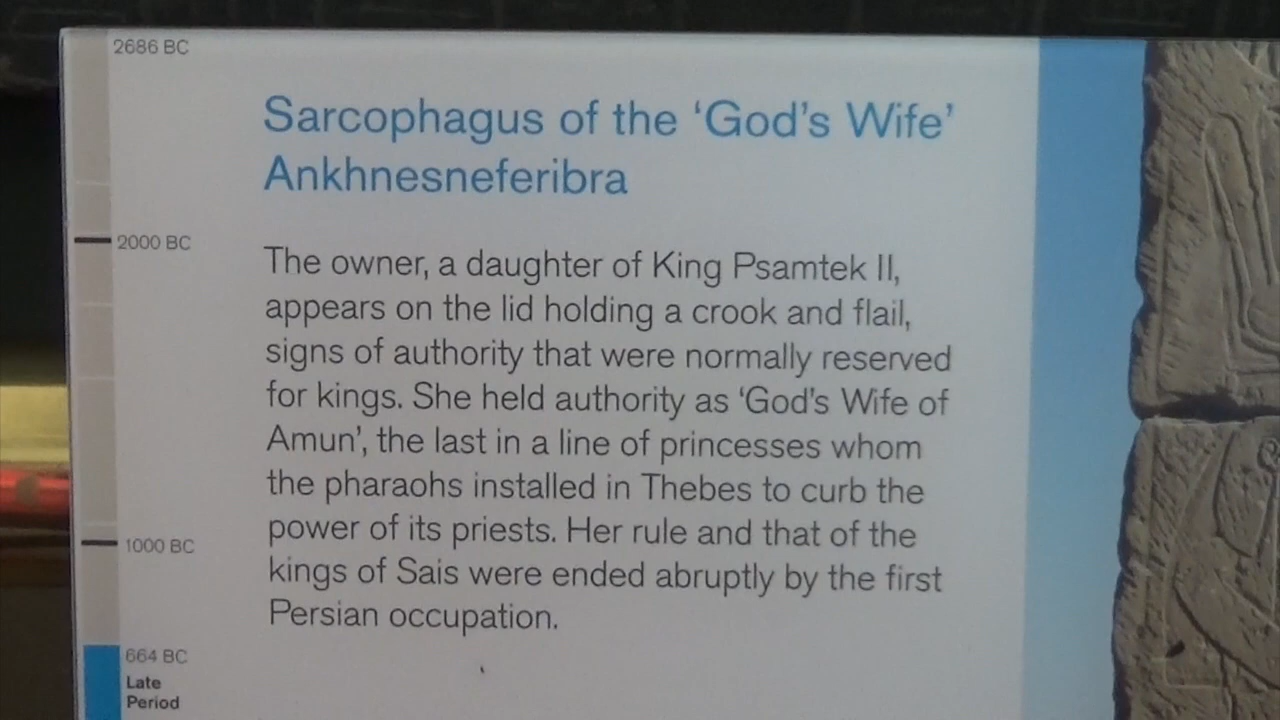 2686 BC
Sarcophagus of the ‘God’s Wife’
Ankhnesneferibra
2000 BC
The owner, a daughter of King Psamtek II,
appears on the lid holding a crook and flail,
signs of authority that were normally reserved
for kings. She held authority as ‘God’s Wife of
Amun’, the last in a line of princesses whom
the pharaohs installed in Thebes to curb the
power of its priests. Her rule and that of the
1000 BC
kings of Sais were ended abruptly by the first
Persian occupation.
664 BC
Late
Period